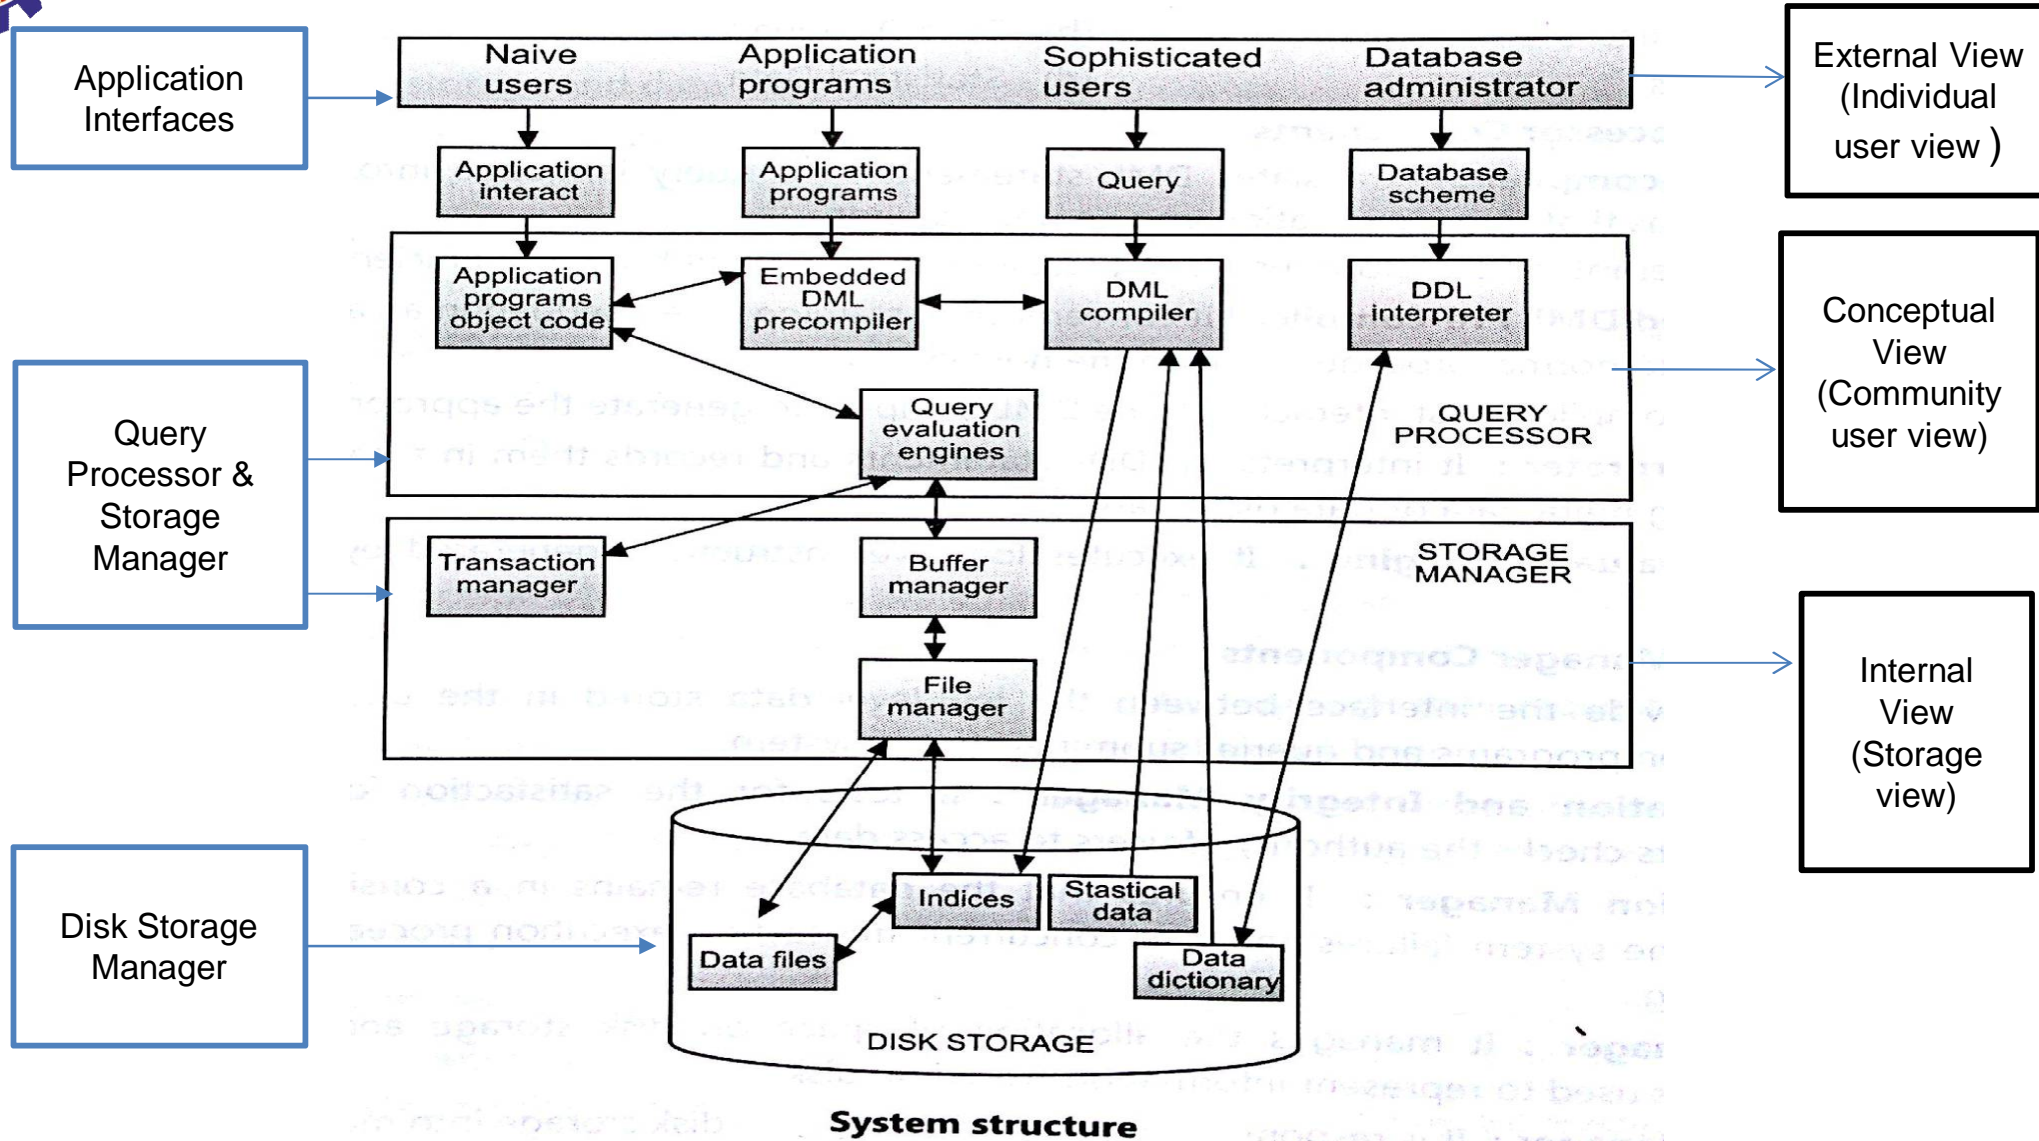 Application
Interfaces
Naive
users
Application
programs
Sophisticated
users
Database
administrator
External View
(Individual
user view )
Application
interact
Application
programs
Query
Database
scheme
Application
programs
object code
Embedded
DML
precompiler
DML
compiler
DDL
interpreter
Conceptual
View
(Community
user view)
Query
Processor &
Storage
Manager
Query
evaluation
engines
QUERY
PROCESSOR
Transaction
manager
Buffer
manager
STORAGE
MANAGER
File
manager
Internal
View
(Storage
view)
Disk Storage
Manager
Indices
Stastical
data
Data files
Data
dictionary
DISK STORAGE
System structure